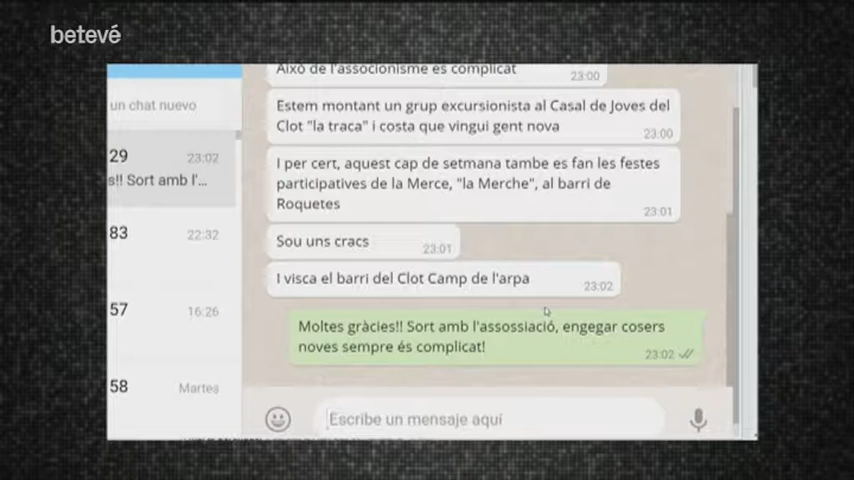 betevé
Això de l'associonisme es complicat
23:00
un chat nuevo
Estem montant un grup excursionista al Casal de Joves del
Clot "la traca" i costa que vingui gent nova
23:00
29
23:02
s!! Sort amb l'...
I per cert, aquest cap de setmana tambe es fan les festes
participatives de la Merce, "la Merche", al barri de
Roquetes
23:01
83
22:32
Sou uns cracs
23:01
I visca el barri del Clot Camp de l'arpa
23:02
57
16:26
Moltes gràcies!! Sort amb l'assossiació, engegar cosers
noves sempre és complicat!
23:02
58
Martes
Escribe un mensaje aquí